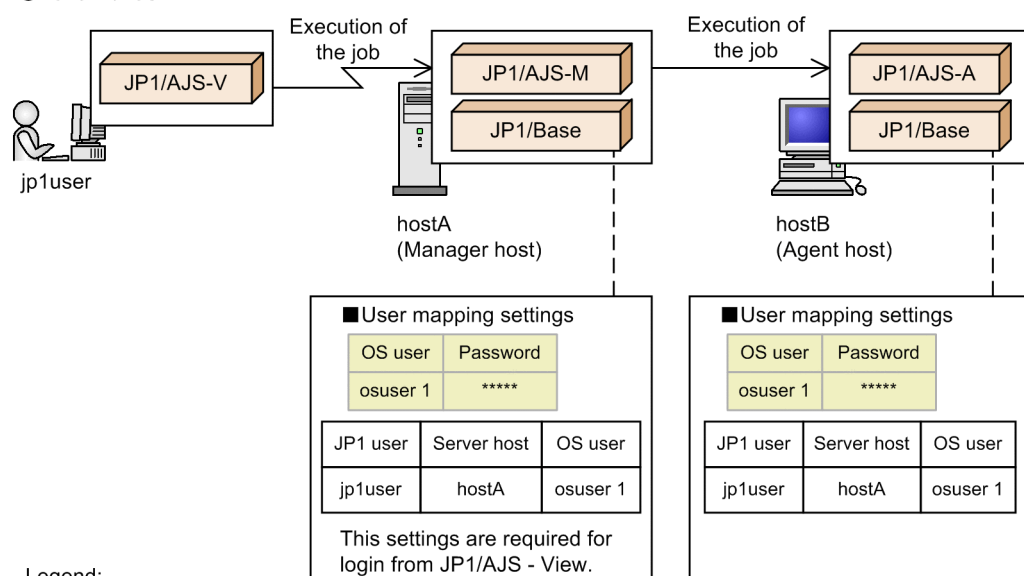 Execution of
the job
Execution of
the job
JP1/AJS-V
JP1/AJS-M
JP1/AJS-A
JP1/Base
JP1/Base
jp1user
hostA
(Manager host)
hostB
(Agent host)
■User mapping settings
OS user Password
osuser 1 *****
JP1 user Server host OS user
jp1user hostA osuser 1
This settings are required for
login from JP1/AJS - View.
■User mapping settings
OS user Password
osuser 1 *****
JP1 user Server host OS user
jp1user hostA osuser 1
Legend: